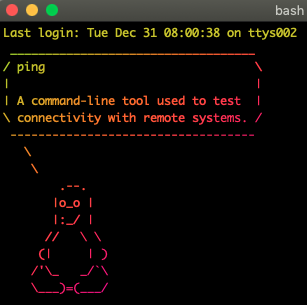 bash
Last login: Tue Dec 31 08:00:38 on ttys002
 __________________________________
/ ping                             \
|                                  |
| A command-line tool used to test |
\ connectivity with remote systems. /
 ----------------------------------
   \
    \
        .--.
       |o_o |
       |:_/ |
      //   \ \
     (|     | )
    /'\_   _/`\
    \___)=(___/